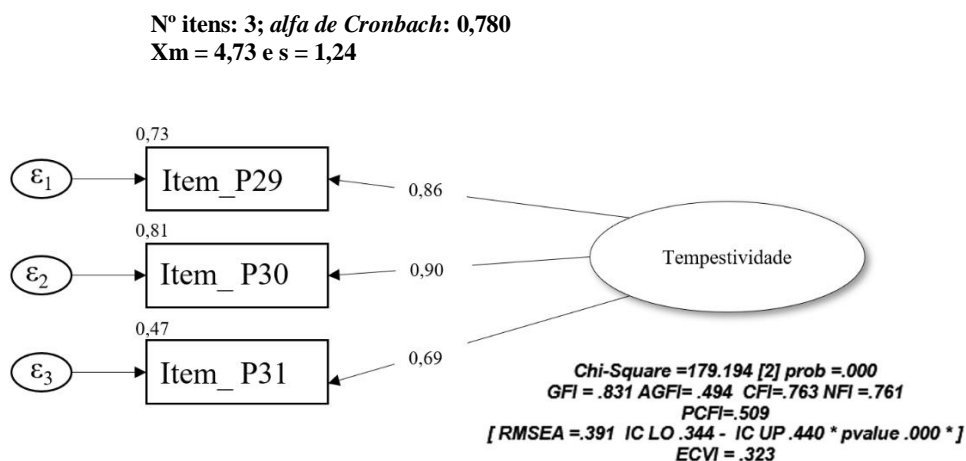 Nº itens: 3; alfa de Cronbach: 0,780
Xm = 4,73 e s = 1,24
0,73
ε1
Item_P29
0,86
0,81
ε2
Item_ P30
0,90
Tempestividade
0,47
ε3
Item_ P31
0,69
Chi-Square =179.194 [2] prob =.000
GFI = .831 AGFI= .494 CFI=.763 NFI =.761
PCFI=.509
[ RMSEA =.391 IC LO .344 - IC UP .440 * pvalue .000 * ]
ECVI = .323